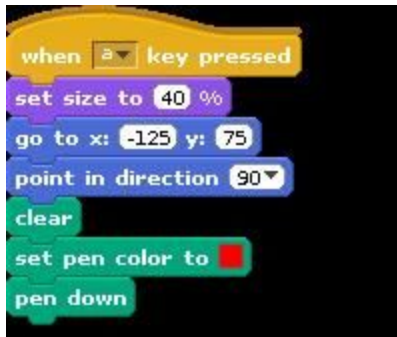 when a key pressed
set size to 40 %
go to x: -125 y: 75
point in direction 90
clear
set pen color to
pen down